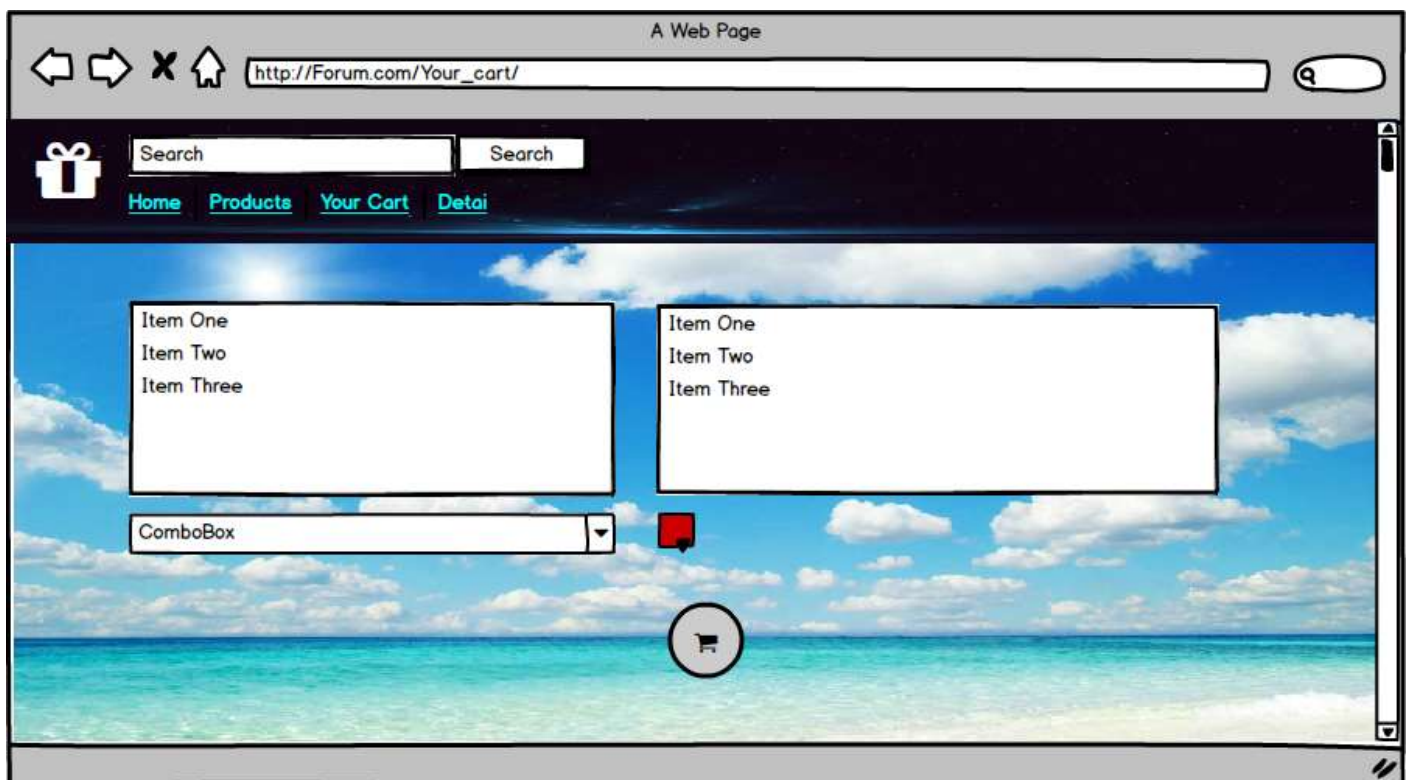 A Web Page
http://Forum.com/Your_cart/
Search Search
Home Products Your Cart Detai
Item One
Item Two
Item Three
Item One
Item Two
Item Three
ComboBox